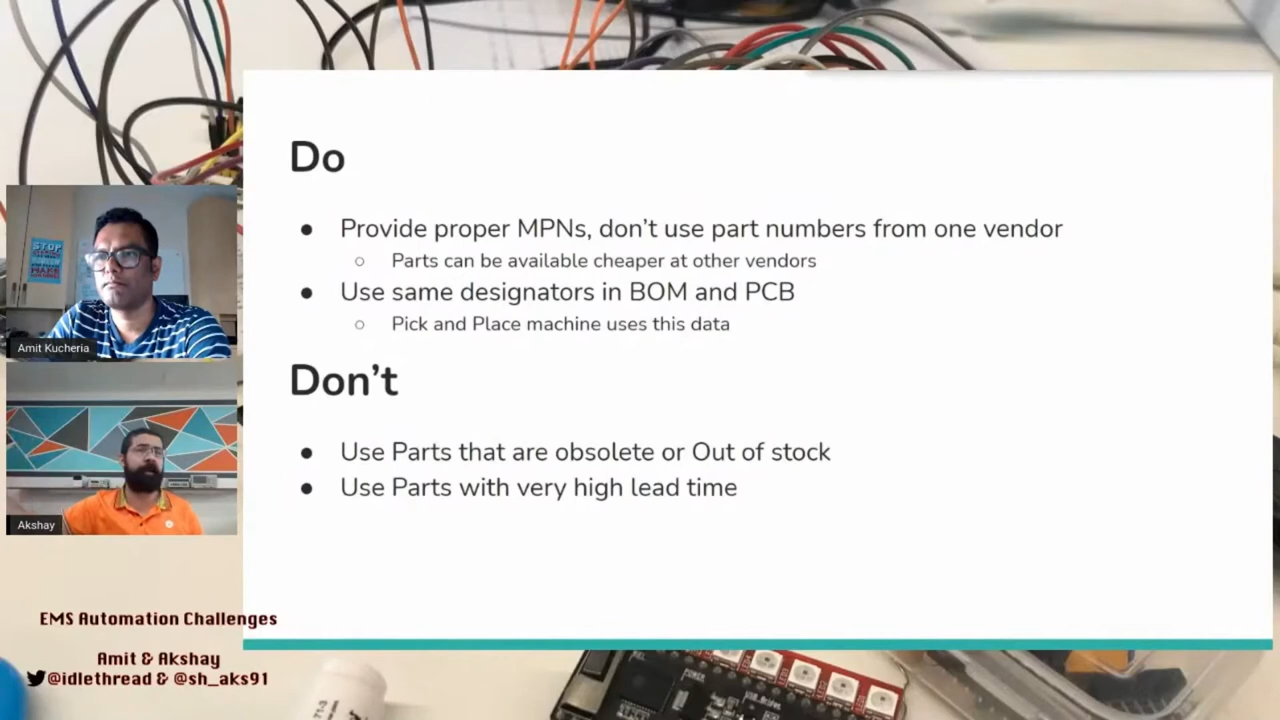 Do
● Provide proper MPNs, don't use part numbers from one vendor
○ Parts can be available cheaper at other vendors
● Use same designators in BOM and PCB
○ Pick and Place machine uses this data
Don't
● Use Parts that are obsolete or Out of stock
● Use Parts with very high lead time
STOP
Amit Kucheria
Akshay
EMS Automation Challenges
Amit & Akshay
@idlethread & @sh_aks91
POWER